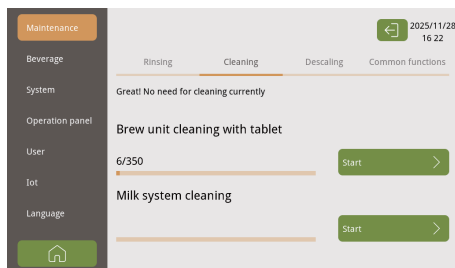 Maintenance
2025/11/28
16 22
Beverage
Rinsing
Cleaning
Descaling
Common functions
System
Great! No need for cleaning currently
Operation panel
Brew unit cleaning with tablet
User
6/350
Start
Iot
Milk system cleaning
Language
Start